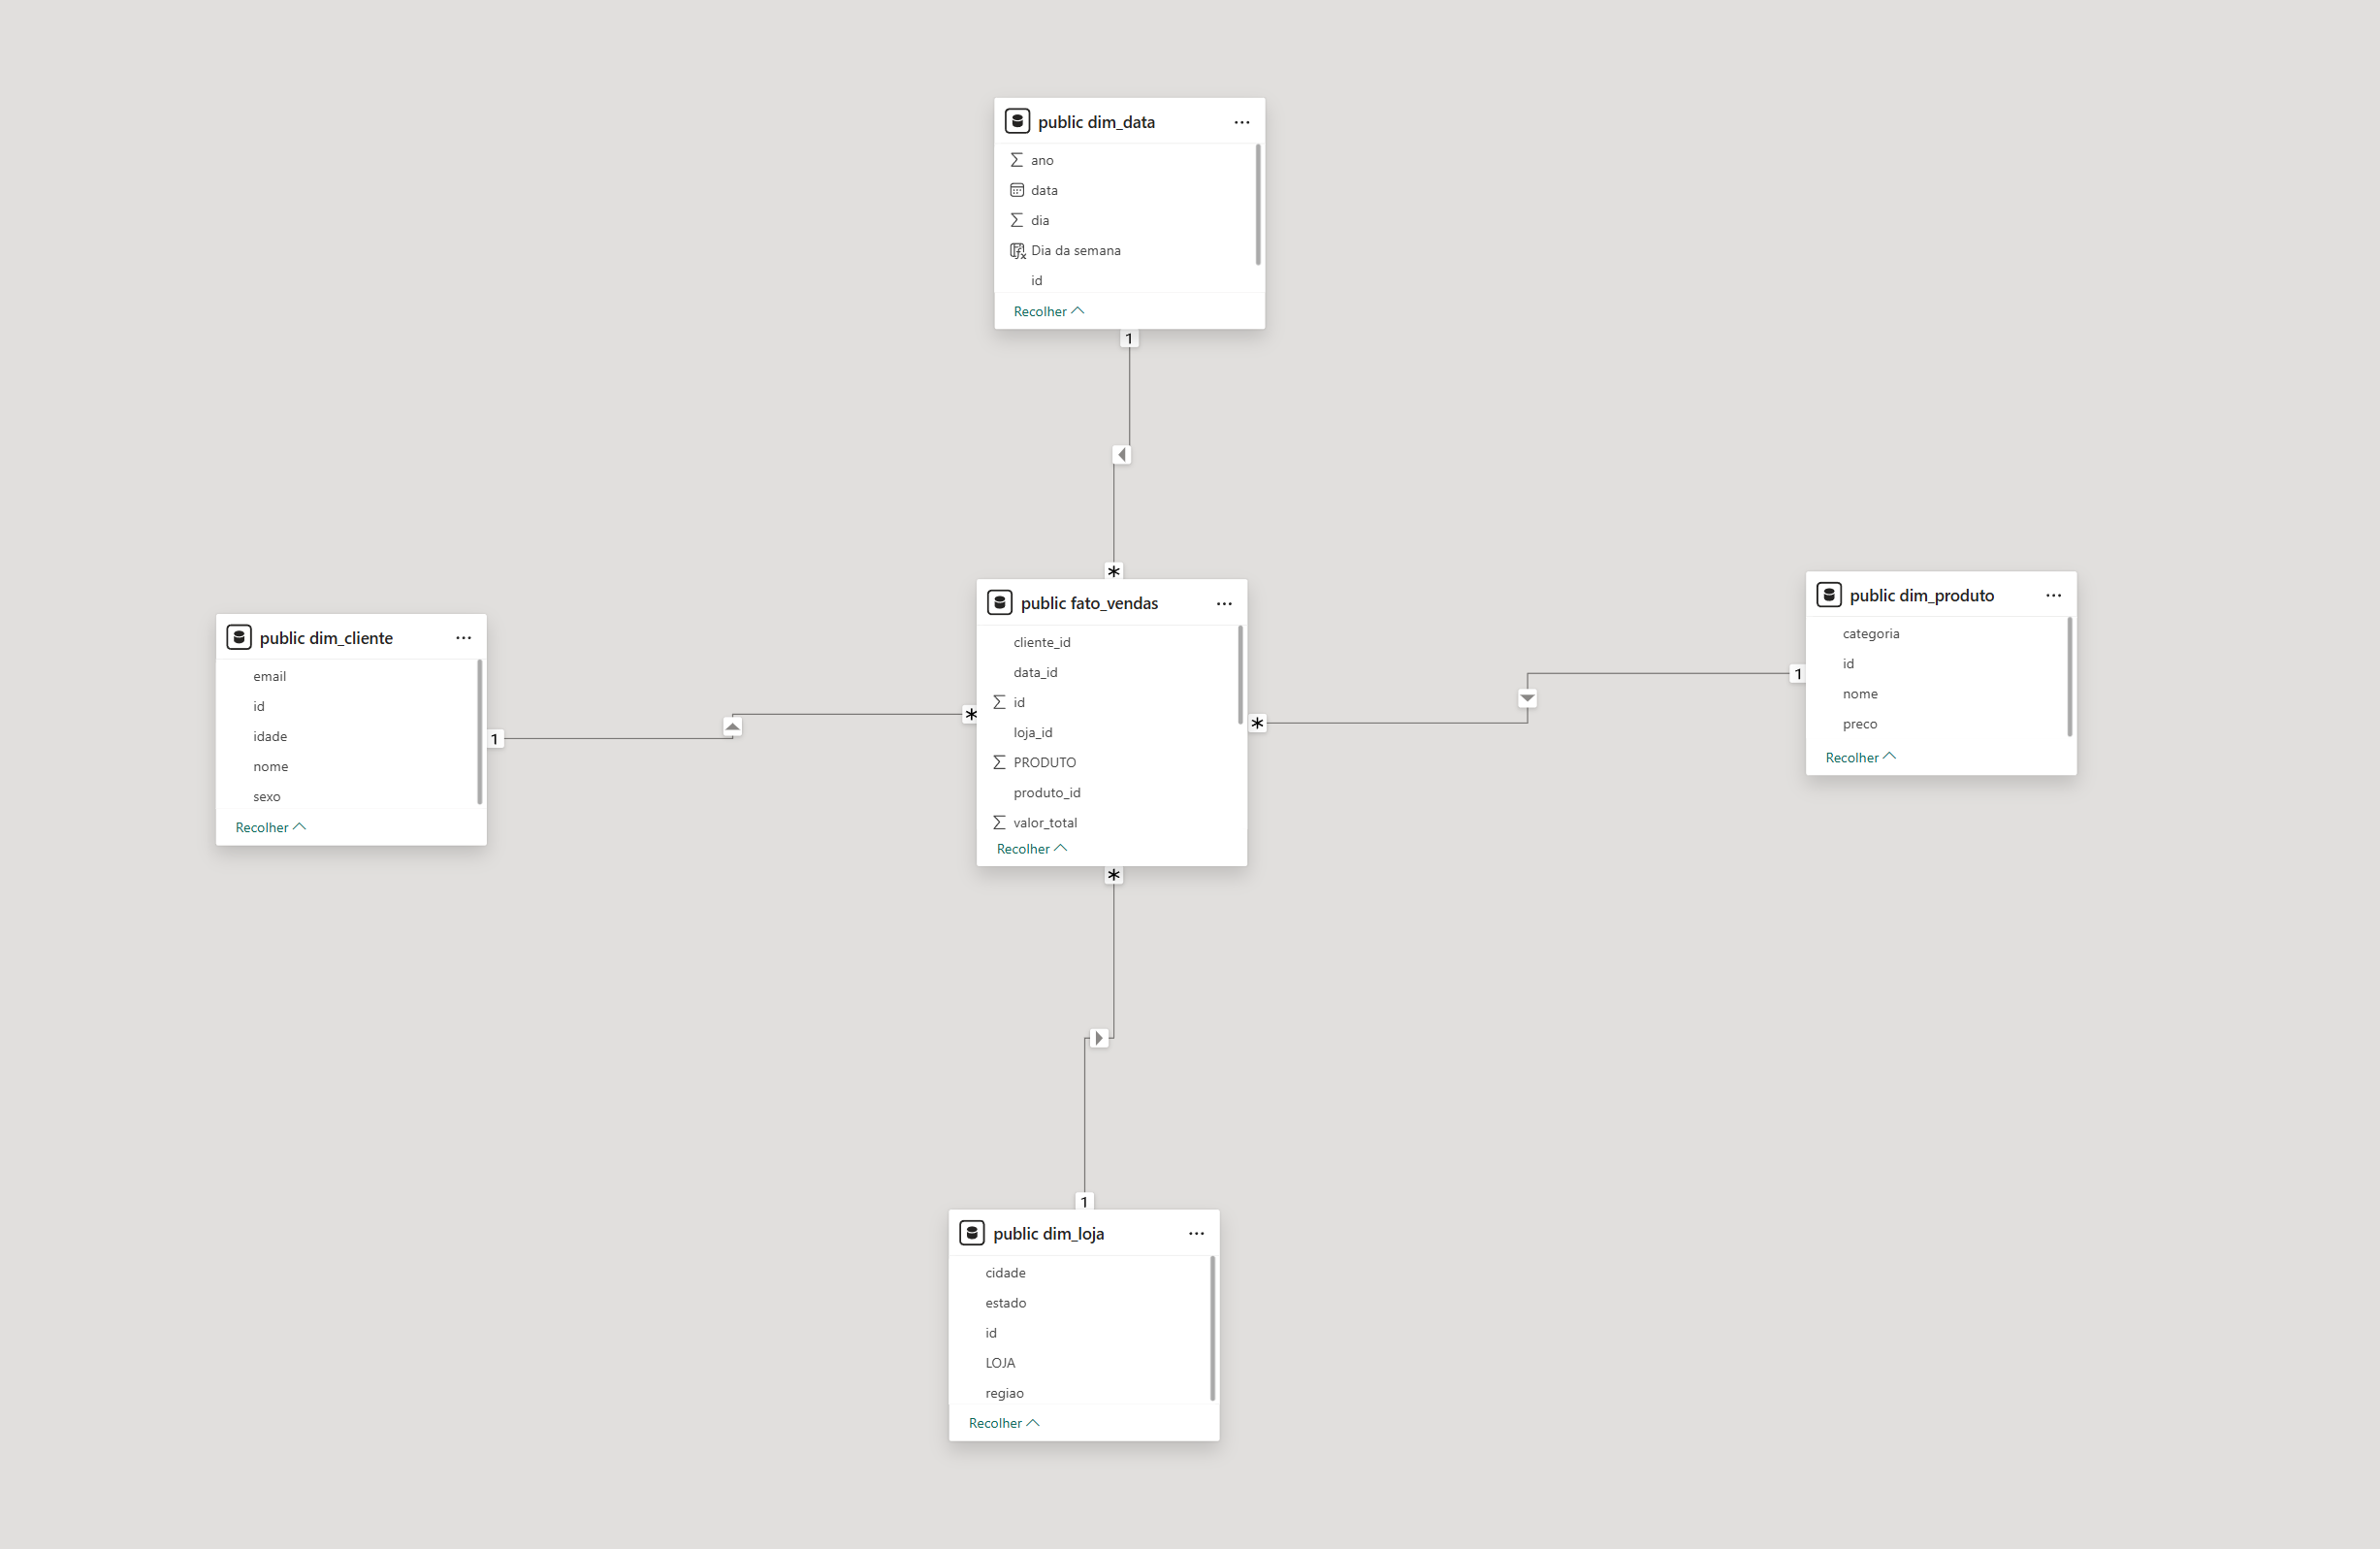 public dim_data
ano
data
dia
Dia da semana
id
Recolher
1
*
public fato_vendas
cliente_id
data_id
id
loja_id
PRODUTO
produto_id
valor_total
Recolher
public dim_cliente
email
id
idade
nome
sexo
Recolher
1
*
public dim_produto
categoria
id
nome
preco
Recolher
1
*
*
1
public dim_loja
cidade
estado
id
LOJA
regiao
Recolher